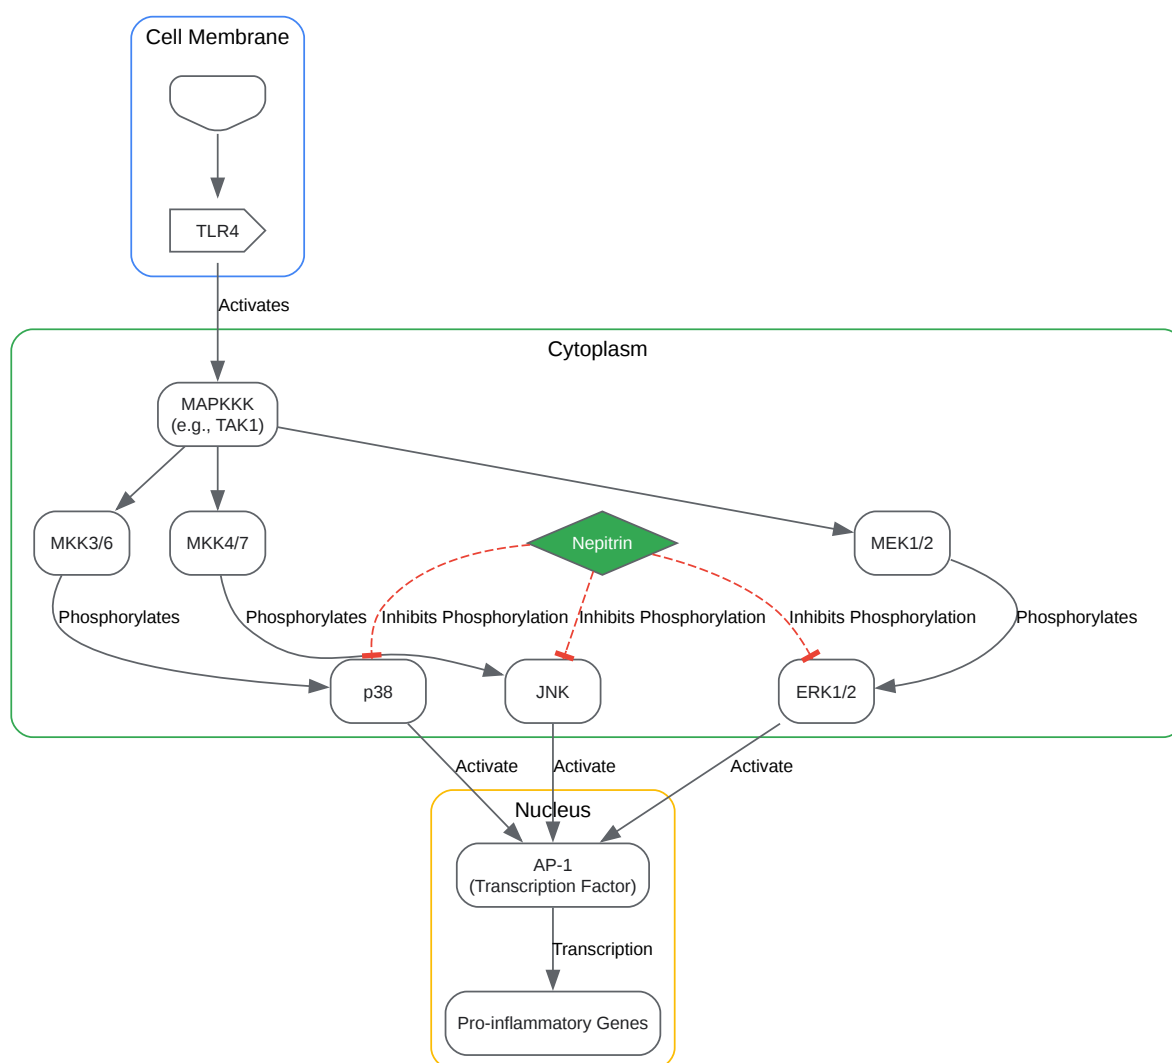 Cell Membrane
TLR4
Activates
Cytoplasm
MAPKKK
(e.g., TAK1)
MKK3/6
MKK4/7
Nepitrin
MEK1/2
Phosphorylates
Phosphorylates
Inhibits Phosphorylation
Inhibits Phosphorylation
Inhibits Phosphorylation
Phosphorylates
p38
JNK
ERK1/2
Activate
Activate
Activate
Nucleus
AP-1
(Transcription Factor)
Transcription
Pro-inflammatory Genes